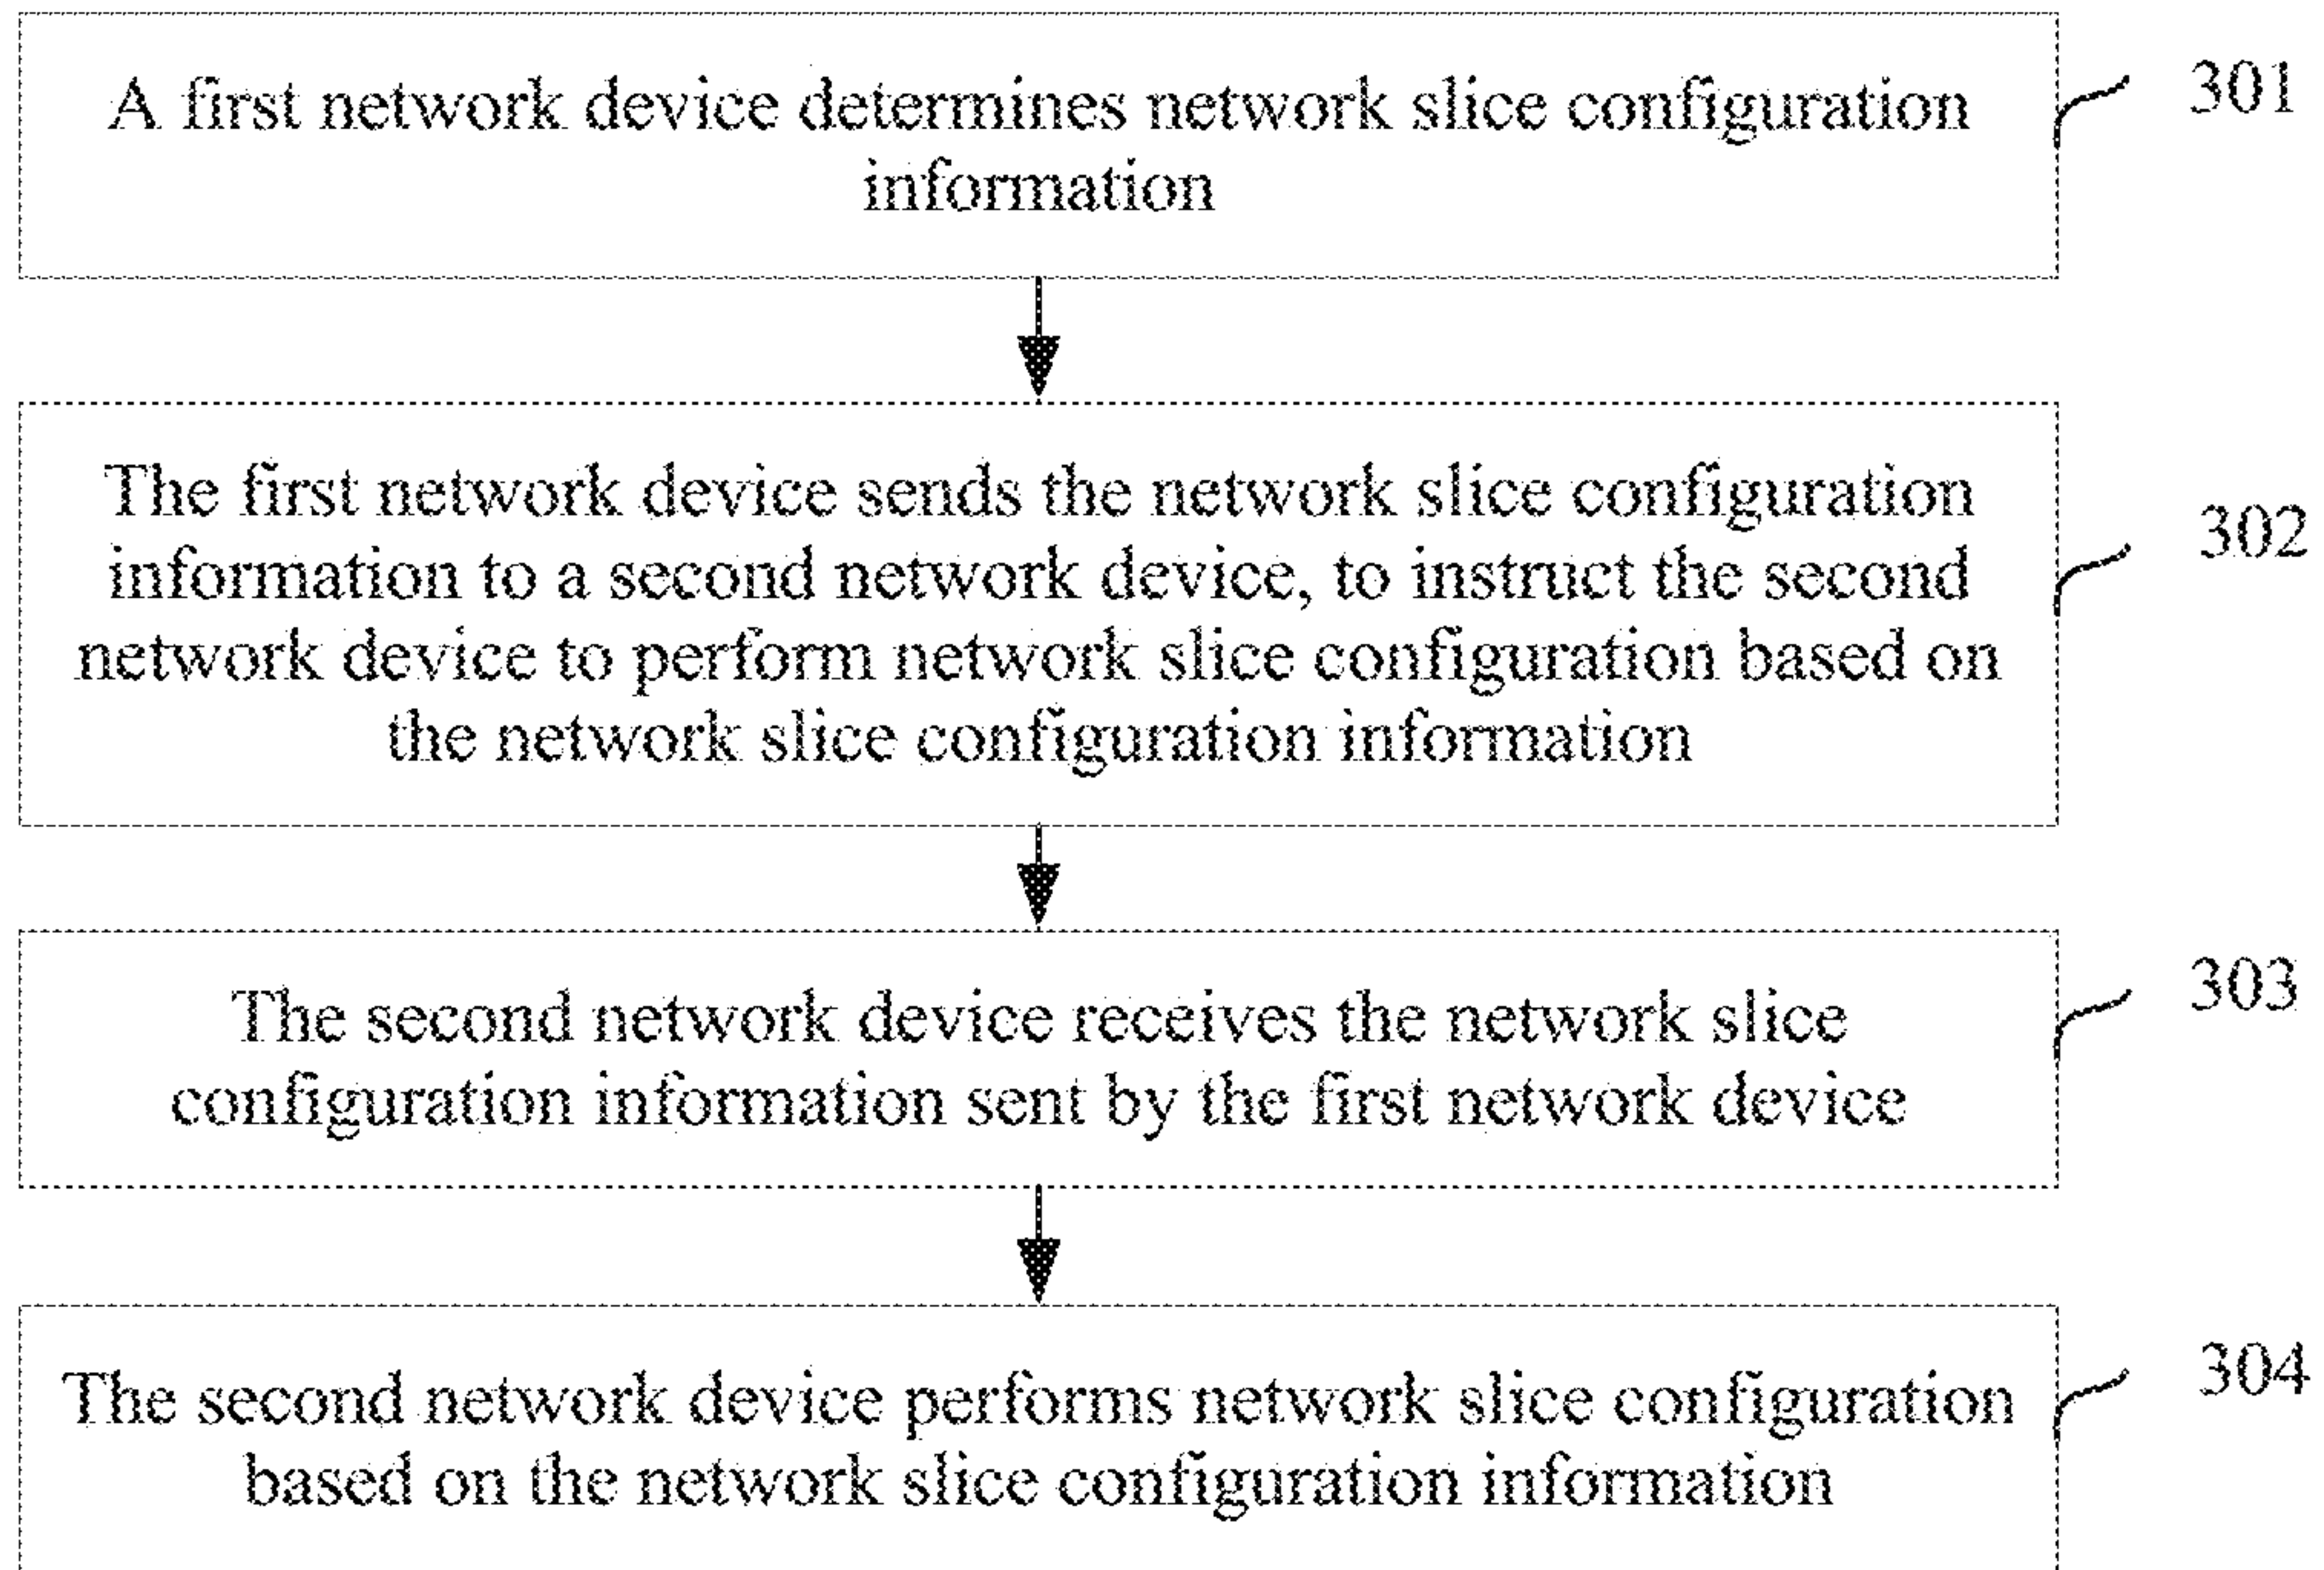 A first network device determines network slice configuration
information
301
The first network device sends the network slice configuration
information to a second network device, to instruct the second
network device to perform network slice configuration based on
the network slice configuration information
302
The second network device receives the network slice
configuration information sent by the first network device
303
The second network device performs network slice configuration
based on the network slice configuration information
304